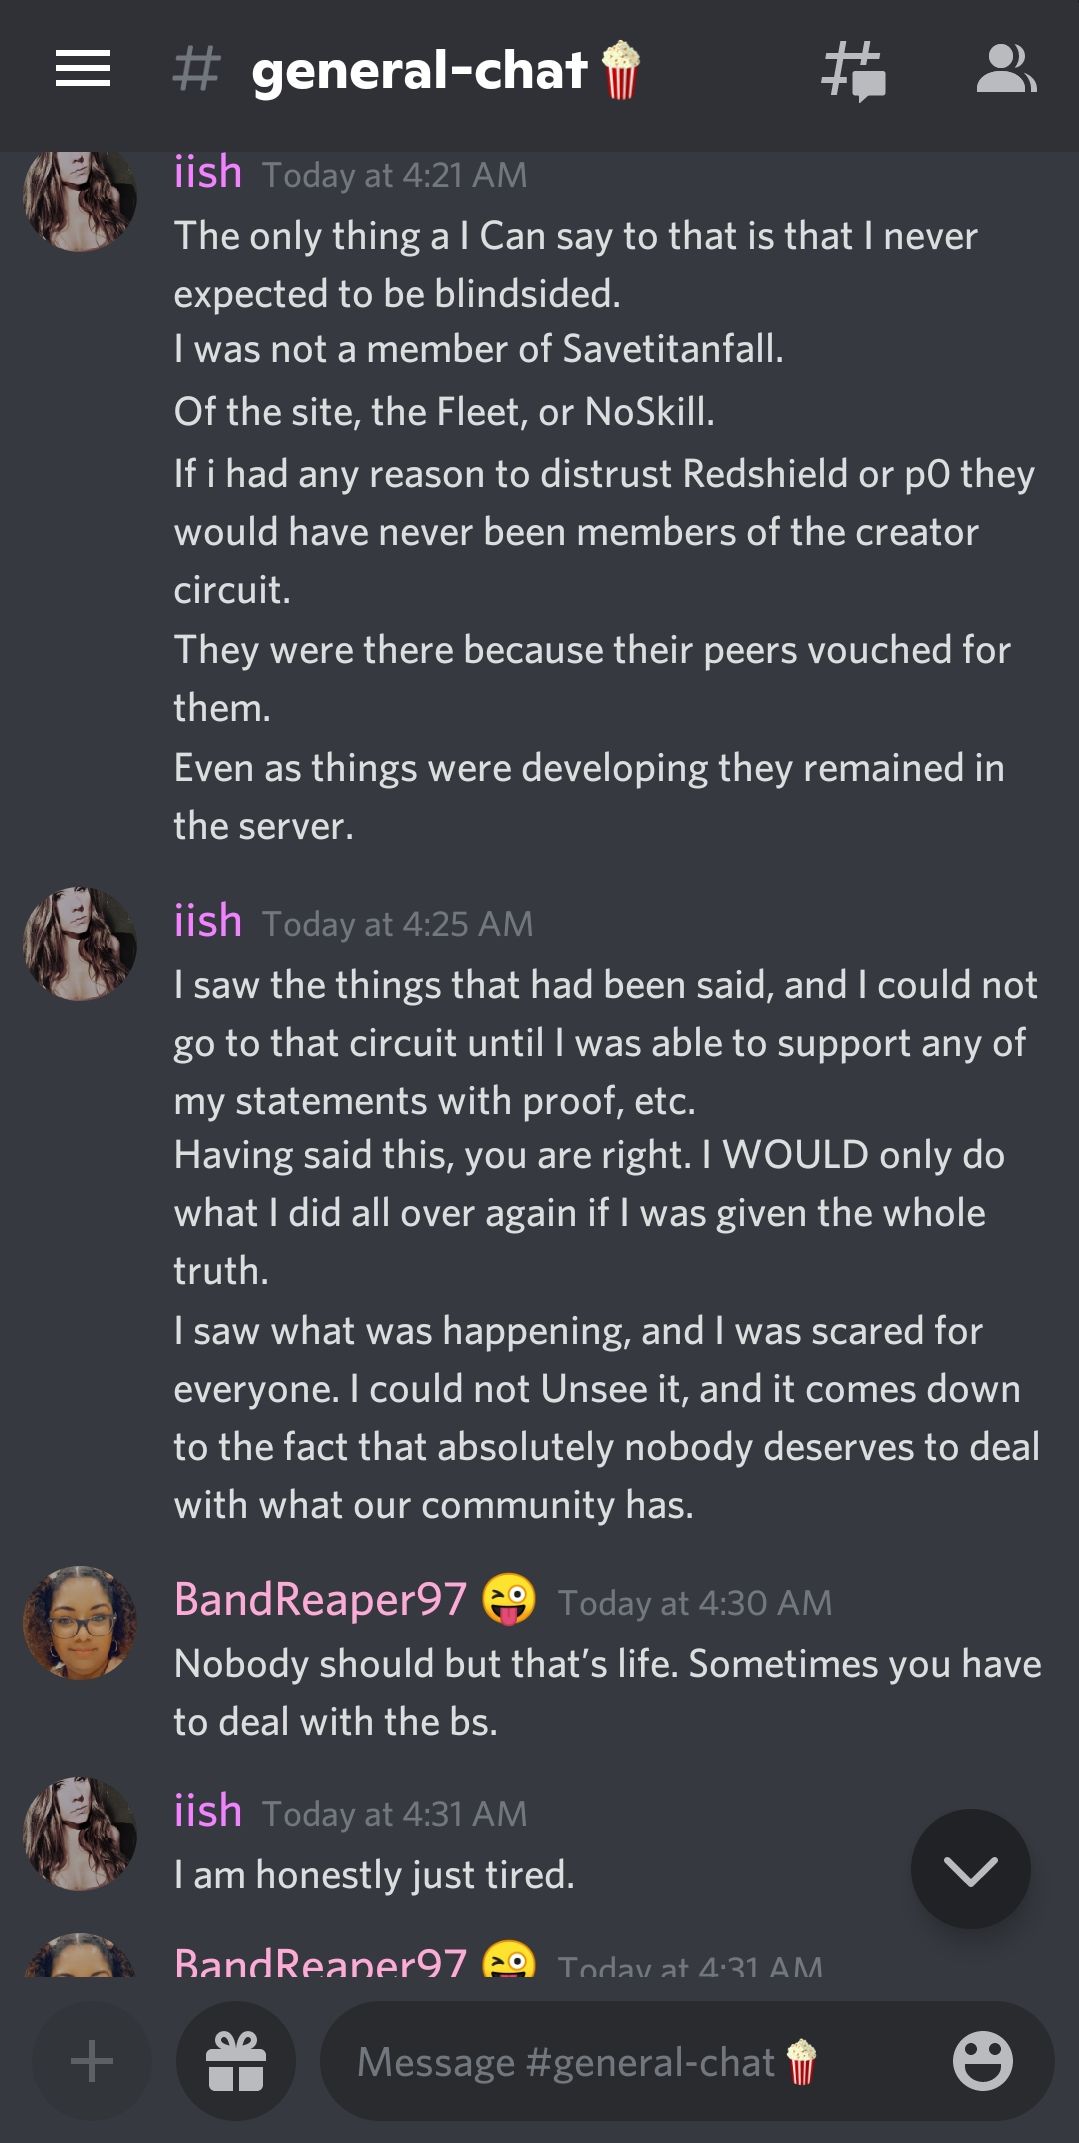 # general-chat🍿
iish Today at 4:21 AM
The only thing a I Can say to that is that I never
expected to be blindsided.
I was not a member of Savetitanfall.
Of the site, the Fleet, or NoSkill.
If i had any reason to distrust Redshield or p0 they
would have never been members of the creator
circuit.
They were there because their peers vouched for
them.
Even as things were developing they remained in
the server.
iish Today at 4:25 AM
I saw the things that had been said, and I could not
go to that circuit until I was able to support any of
my statements with proof, etc.
Having said this, you are right. I WOULD only do
what I did all over again if I was given the whole
truth.
I saw what was happening, and I was scared for
everyone. I could not Unsee it, and it comes down
to the fact that absolutely nobody deserves to deal
with what our community has.
BandReaper97 😜 Today at 4:30 AM
Nobody should but that’s life. Sometimes you have
to deal with the bs.
iish Today at 4:31 AM
I am honestly just tired.
BandReaper97 😜 Today at 4:31 AM
Message #general-chat🍿